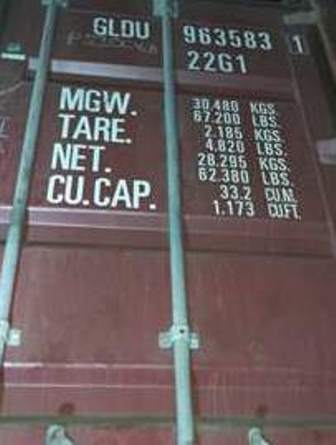 GLDU 963583 1
22G1
MGW. 30.480 KGS.
67.200 LBS.
TARE. 2.185 KGS.
4.820 LBS.
NET. 28.295 KGS.
62.380 LBS.
CU.CAP. 33.2 CU.M.
1.173 CU.FT.